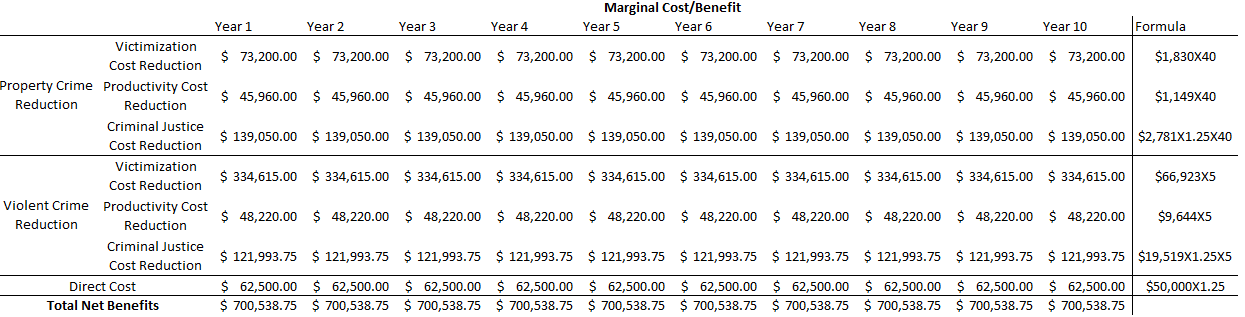 Marginal Cost/Benefit
Year 1 Year 2 Year 3 Year 4 Year 5 Year 6 Year 7 Year 8 Year 9 Year 10 Formula
Property Crime Reduction
Victimization Cost Reduction $ 73,200.00 $ 73,200.00 $ 73,200.00 $ 73,200.00 $ 73,200.00 $ 73,200.00 $ 73,200.00 $ 73,200.00 $ 73,200.00 $ 73,200.00 $1,830X40
Productivity Cost Reduction $ 45,960.00 $ 45,960.00 $ 45,960.00 $ 45,960.00 $ 45,960.00 $ 45,960.00 $ 45,960.00 $ 45,960.00 $ 45,960.00 $ 45,960.00 $1,149X40
Criminal Justice Cost Reduction $ 139,050.00 $ 139,050.00 $ 139,050.00 $ 139,050.00 $ 139,050.00 $ 139,050.00 $ 139,050.00 $ 139,050.00 $ 139,050.00 $ 139,050.00 $2,781X1.25X40
Violent Crime Reduction
Victimization Cost Reduction $ 334,615.00 $ 334,615.00 $ 334,615.00 $ 334,615.00 $ 334,615.00 $ 334,615.00 $ 334,615.00 $ 334,615.00 $ 334,615.00 $ 334,615.00 $66,923X5
Productivity Cost Reduction $ 48,220.00 $ 48,220.00 $ 48,220.00 $ 48,220.00 $ 48,220.00 $ 48,220.00 $ 48,220.00 $ 48,220.00 $ 48,220.00 $ 48,220.00 $9,644X5
Criminal Justice Cost Reduction $ 121,993.75 $ 121,993.75 $ 121,993.75 $ 121,993.75 $ 121,993.75 $ 121,993.75 $ 121,993.75 $ 121,993.75 $ 121,993.75 $ 121,993.75 $19,519X1.25X5
Direct Cost $ 62,500.00 $ 62,500.00 $ 62,500.00 $ 62,500.00 $ 62,500.00 $ 62,500.00 $ 62,500.00 $ 62,500.00 $ 62,500.00 $ 62,500.00 $50,000X1.25
Total Net Benefits $ 700,538.75 $ 700,538.75 $ 700,538.75 $ 700,538.75 $ 700,538.75 $ 700,538.75 $ 700,538.75 $ 700,538.75 $ 700,538.75 $ 700,538.75